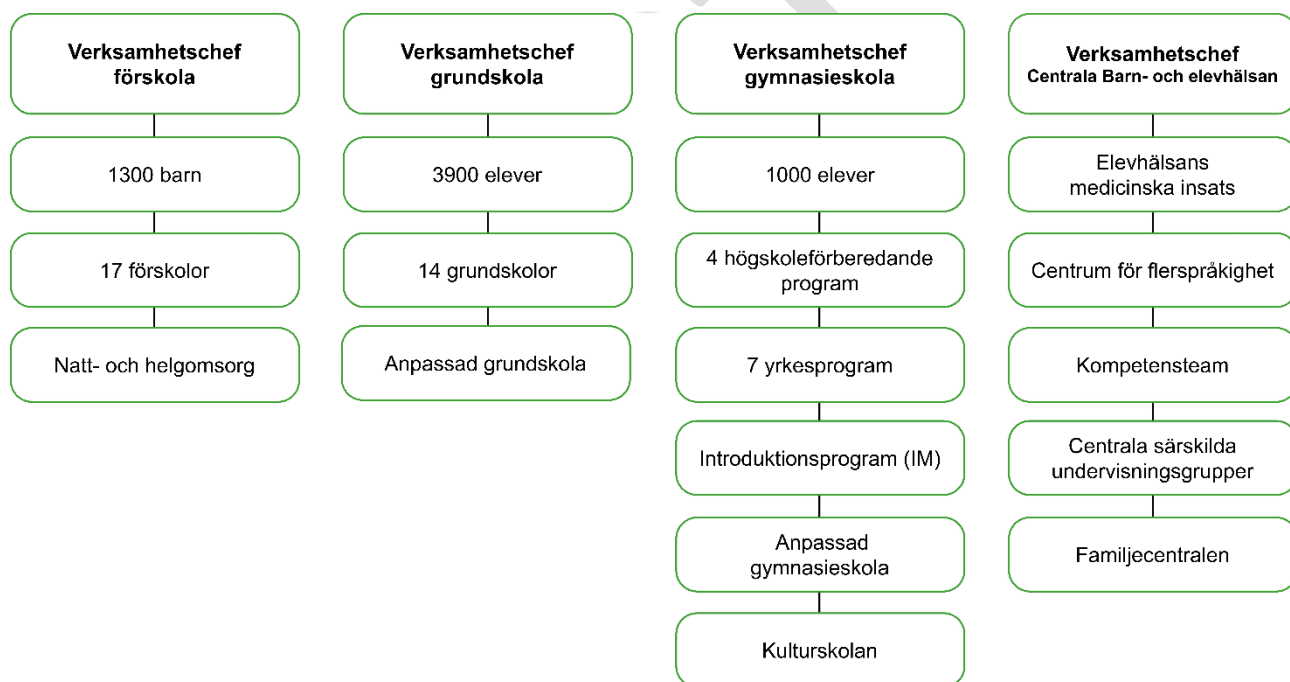 Verksamhetschef
förskola
1300 barn
17 förskolor
Natt- och helgomsorg
Verksamhetschef
grundskola
3900 elever
14 grundskolor
Anpassad grundskola
Verksamhetschef
gymnasieskola
1000 elever
4 högskoleförberedande
program
7 yrkesprogram
Introduktionsprogram (IM)
Anpassad
gymnasieskola
Kulturskolan
Verksamhetschef
Centrala Barn- och elevhälsan
Elevhälsans
medicinska insats
Centrum för flerspråkighet
Kompetensteam
Centrala särskilda
undervisningsgrupper
Familjecentralen